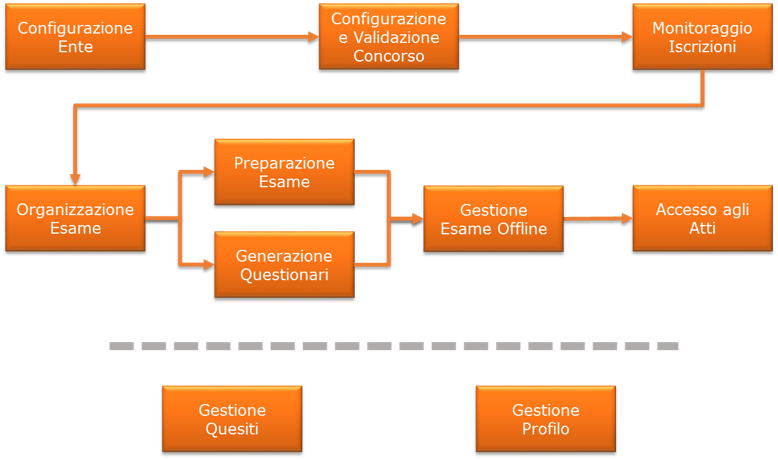 Configurazione
Ente
Configurazione
e Validazione
Concorso
Monitoraggio
Iscrizioni
Organizzazione
Esame
Preparazione
Esame
Generazione
Questionari
Gestione
Esame Offline
Accesso agli
Atti
Gestione
Quesiti
Gestione
Profilo